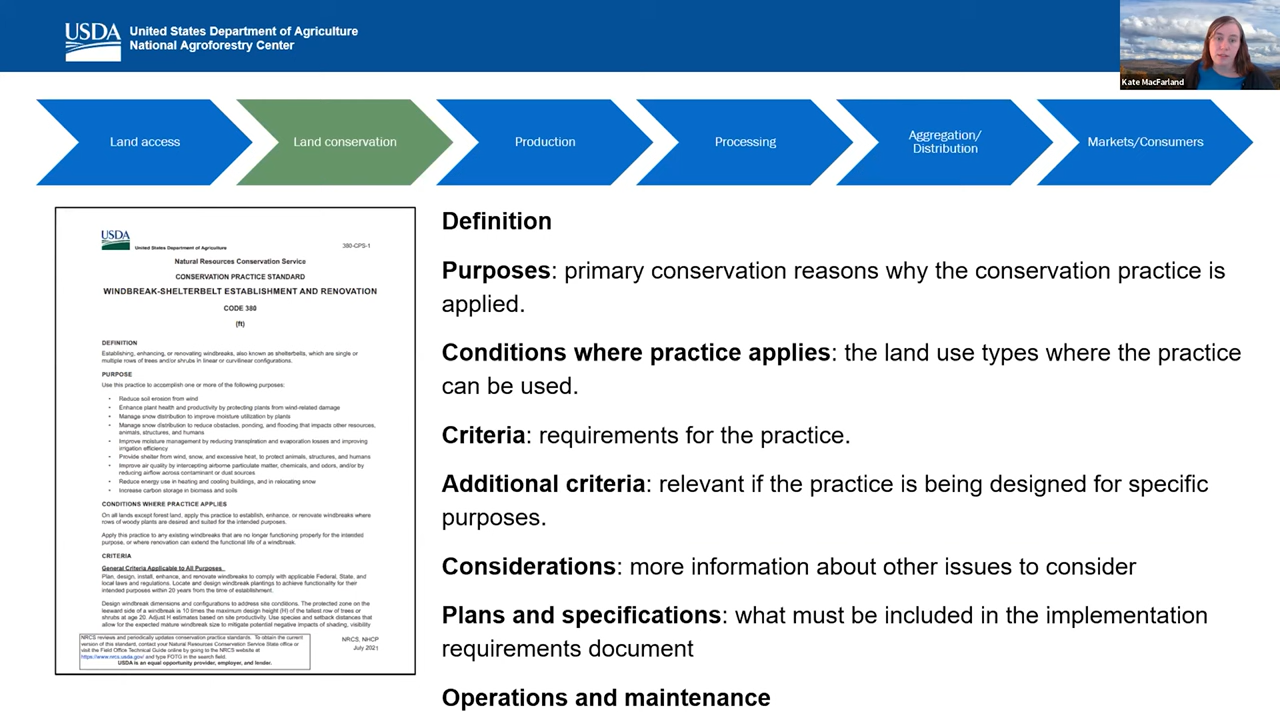 USDA
United States Department of Agriculture
National Agroforestry Center
Kate MacFarland
Land access
Land conservation
Production
Processing
Aggregation/
Distribution
Markets/Consumers
USDA
United States Department of Agriculture
380-CPS-1
Natural Resources Conservation Service
CONSERVATION PRACTICE STANDARD
WINDBREAK-SHELTERBELT ESTABLISHMENT AND RENOVATION
CODE 380
(ft)
DEFINITION
Establishing, enhancing, or renovating windbreaks, also known as shelterbelts, which are single or
multiple rows of trees and/or shrubs in linear or curvilinear configurations.
PURPOSE
Use this practice to accomplish one or more of the following purposes:
• Reduce soil erosion from wind
• Enhance plant health and productivity by protecting plants from wind-related damage
• Manage snow distribution to improve moisture utilization by plants
• Manage snow distribution to reduce obstacles, ponding, and flooding that impacts other resources,
animals, structures, and humans
• Improve moisture management by reducing transpiration and evaporation losses and improving
irrigation efficiency
• Provide shelter from wind, snow, and excessive heat, to protect animals, structures, and humans
• Improve air quality by intercepting airborne particulate matter, chemicals, and odors, and/or by
reducing airflow across contaminant or dust sources
• Reduce energy use in heating and cooling buildings, and in relocating snow
• Increase carbon storage in biomass and soils
CONDITIONS WHERE PRACTICE APPLIES
On all lands except forest land, apply this practice to establish, enhance, or renovate windbreaks where
rows of woody plants are desired and suited for the intended purposes.
Apply this practice to any existing windbreaks that are no longer functioning properly for the intended
purpose, or where renovation can extend the functional life of a windbreak.
CRITERIA
General Criteria Applicable to All Purposes
Plan, design, install, enhance, and renovate windbreaks to comply with applicable Federal, State, and
local laws and regulations. Locate and design windbreak plantings to achieve functionality for their
intended purposes within 20 years from the time of establishment.
Design windbreak dimensions and configurations to address site conditions. The protected zone on the
leeward side of a windbreak is 10 times the mature design height (H) of the tallest row of trees or
shrubs at age 20. Adjust H estimates based on site productivity. Use species and setback distances that
allow for the expected mature windbreak size to mitigate potential negative impacts of shading, visibility
NRCS reviews and periodically updates conservation practice standards. To obtain the current
version of this standard, contact your Natural Resources Conservation Service State office or
visit the Field Office Technical Guide online by going to the NRCS website at
https://www.nrcs.usda.gov/ and type FOTG in the search field.
USDA is an equal opportunity provider, employer, and lender.
NRCS, NHCP
July 2021
Definition
Purposes: primary conservation reasons why the conservation practice is
applied.
Conditions where practice applies: the land use types where the practice
can be used.
Criteria: requirements for the practice.
Additional criteria: relevant if the practice is being designed for specific
purposes.
Considerations: more information about other issues to consider
Plans and specifications: what must be included in the implementation
requirements document
Operations and maintenance